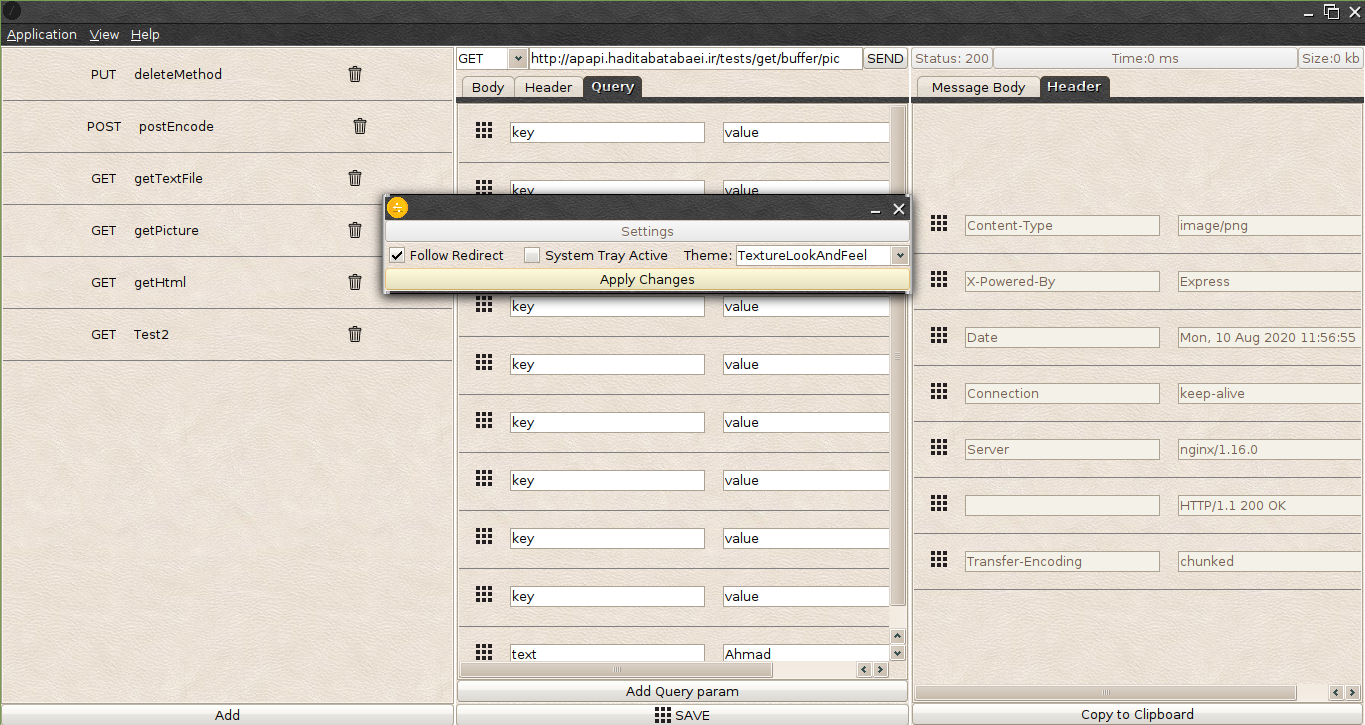 Application View Help
PUT deleteMethod
POST postEncode
GET getTextFile
GET getPicture
GET getHtml
GET Test2
Add
GET http://apapi.haditabatabaei.ir/tests/get/buffer/pic SEND
Body Header Query
key value
key value
Settings
Follow Redirect System Tray Active Theme: TextureLookAndFeel
Apply Changes
key value
key value
key value
key value
key value
key value
text Ahmad
Add Query param
SAVE
Status: 200 Time:0 ms Size:0 kb
Message Body Header
Content-Type image/png
X-Powered-By Express
Date Mon, 10 Aug 2020 11:56:55
Connection keep-alive
Server nginx/1.16.0
HTTP/1.1 200 OK
Transfer-Encoding chunked
Copy to Clipboard